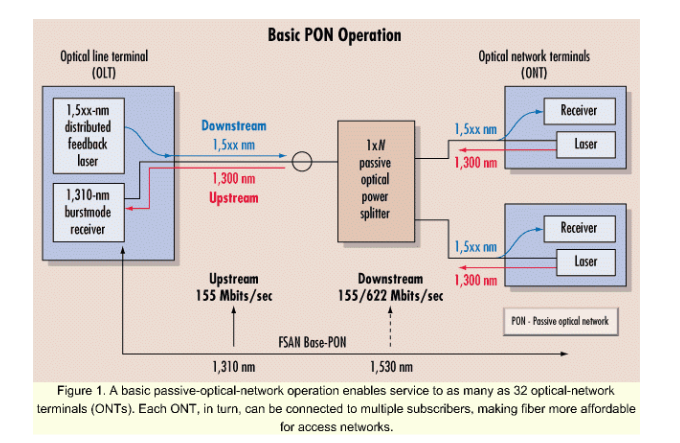 Basic PON Operation
Optical line terminal
(OLT)
1,5xx-nm
distributed
feedback
laser
1,310-nm
burstmode
receiver
Downstream
1,5xx nm
1,300 nm
Upstream
1xN
passive
optical
power
splitter
Optical network terminals
(ONT)
Receiver
Laser
1,5xx nm
1,300 nm
Receiver
Laser
1,5xx nm
1,300 nm
Upstream
155 Mbits/sec
Downstream
155/622 Mbits/sec
PON - Passive optical network
FSAN Base-PON
1,310 nm
1,530 nm
Figure 1. A basic passive-optical-network operation enables service to as many as 32 optical-network
terminals (ONTs). Each ONT, in turn, can be connected to multiple subscribers, making fiber more affordable
for access networks.